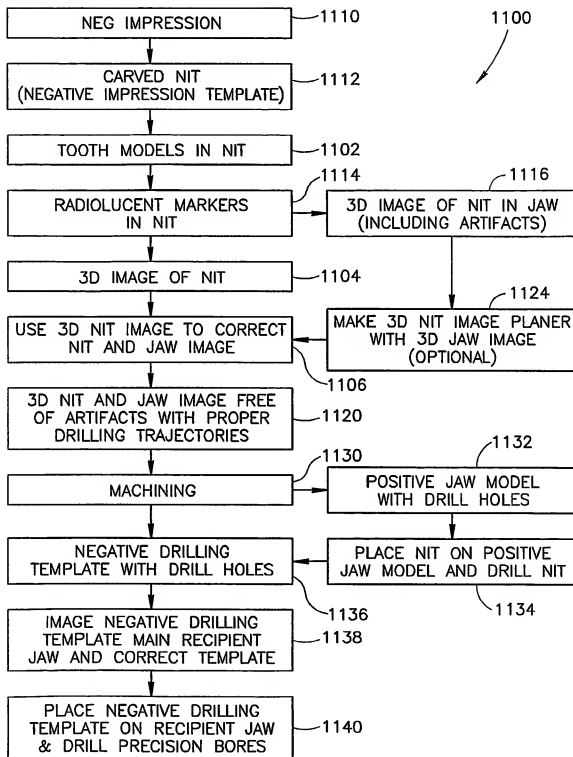 NEG IMPRESSION
1110
1100
CARVED NIT
(NEGATIVE IMPRESSION TEMPLATE)
1112
TOOTH MODELS IN NIT
1102
RADIOLUCENT MARKERS
IN NIT
1114
3D IMAGE OF NIT IN JAW
(INCLUDING ARTIFACTS)
1116
3D IMAGE OF NIT
1104
USE 3D NIT IMAGE TO CORRECT
NIT AND JAW IMAGE
1106
MAKE 3D NIT IMAGE PLANER
WITH 3D JAW IMAGE
(OPTIONAL)
1124
3D NIT AND JAW IMAGE FREE
OF ARTIFACTS WITH PROPER
DRILLING TRAJECTORIES
1120
MACHINING
1130
POSITIVE JAW MODEL
WITH DRILL HOLES
1132
NEGATIVE DRILLING
TEMPLATE WITH DRILL HOLES
1136
PLACE NIT ON POSITIVE
JAW MODEL AND DRILL NIT
1134
IMAGE NEGATIVE DRILLING
TEMPLATE MAIN RECIPIENT
JAW AND CORRECT TEMPLATE
1138
PLACE NEGATIVE DRILLING
TEMPLATE ON RECIPIENT JAW
& DRILL PRECISION BORES
1140